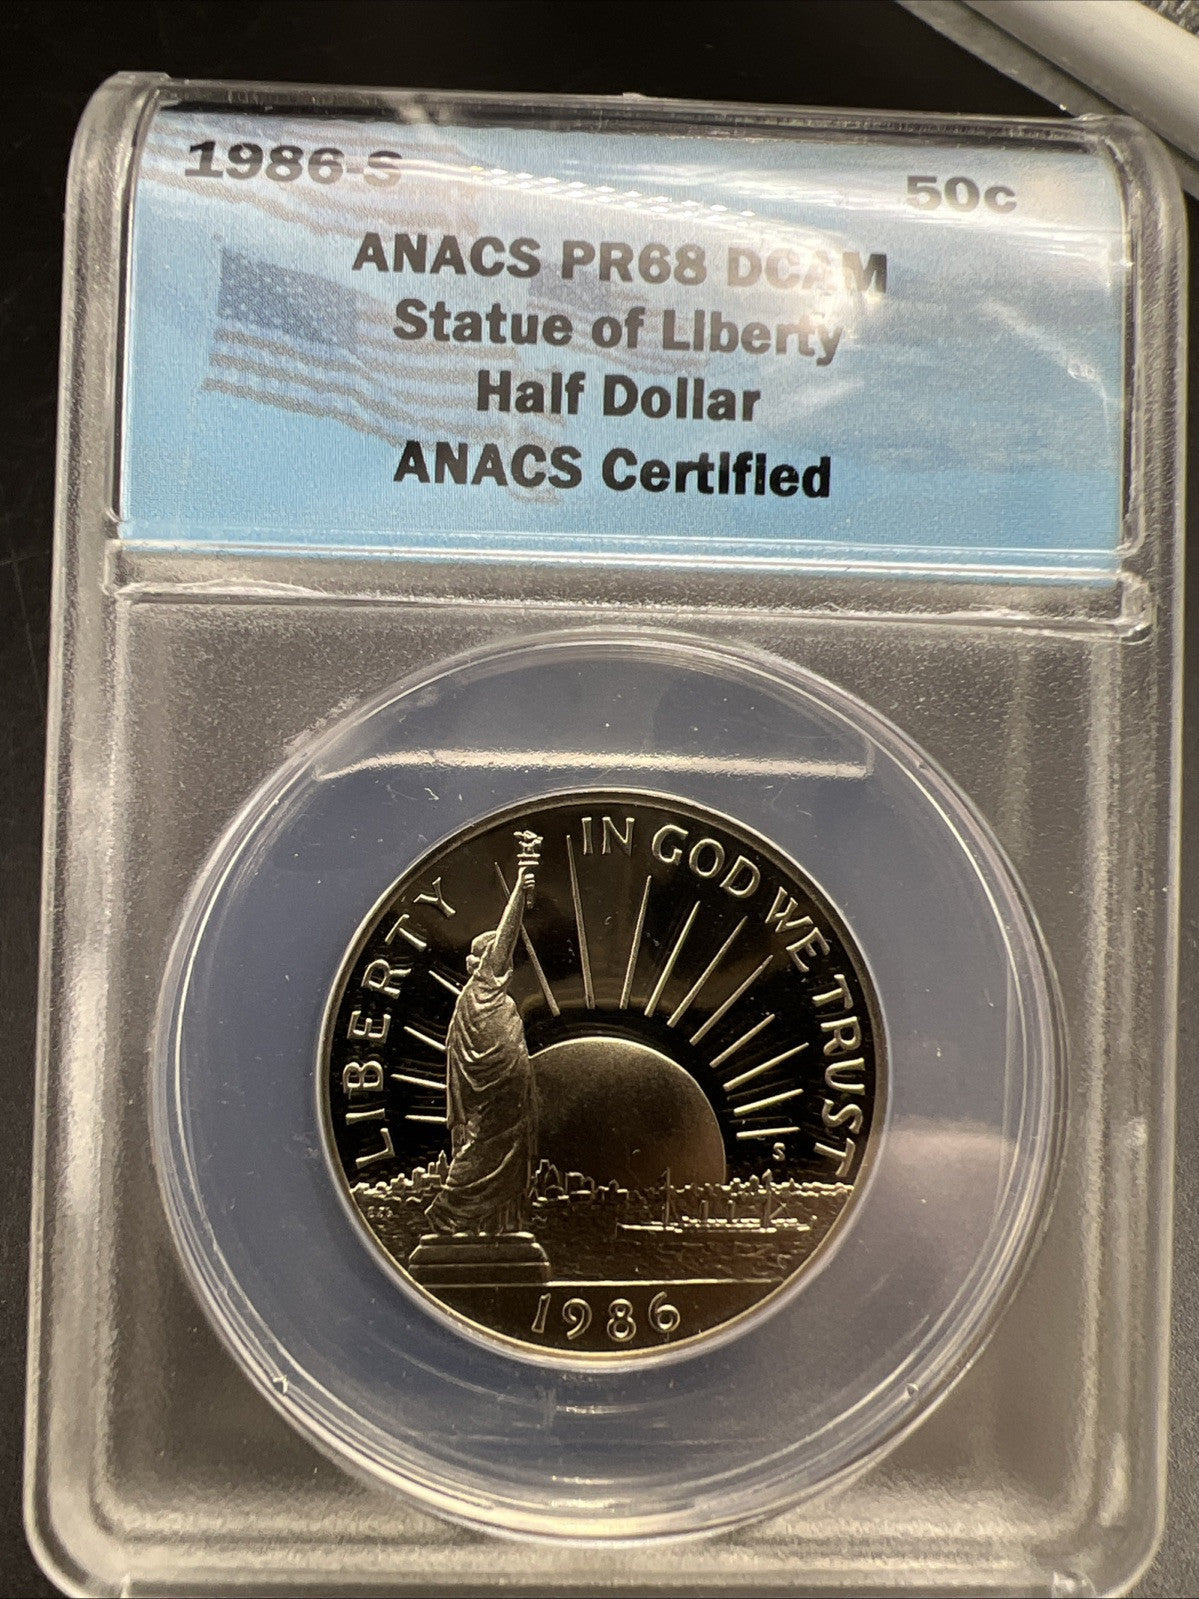 1986-S 50c
ANACS PR68 DCAM
Statue of Liberty
Half Dollar
ANACS Certified
LIBERTY
IN GOD WE TRUST
S
1986